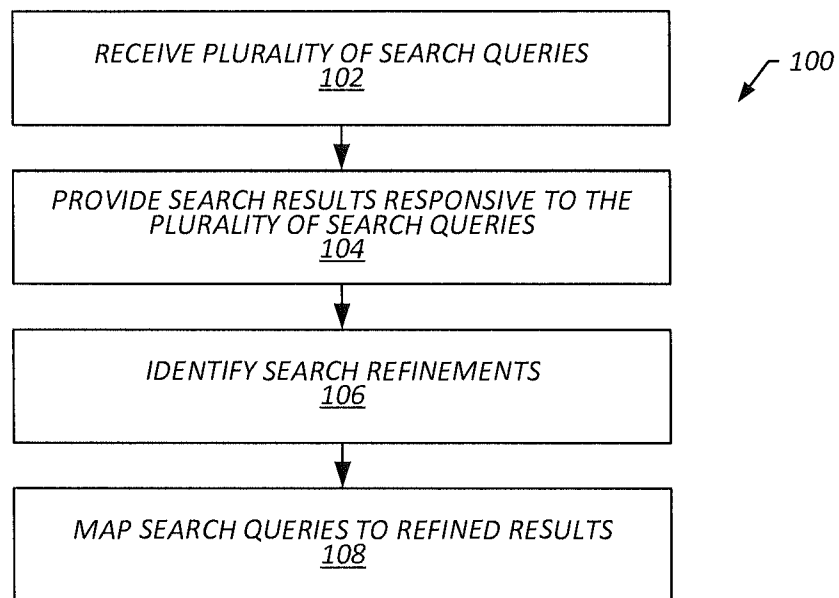 RECEIVE PLURALITY OF SEARCH QUERIES
102
100
PROVIDE SEARCH RESULTS RESPONSIVE TO THE
PLURALITY OF SEARCH QUERIES
104
IDENTIFY SEARCH REFINEMENTS
106
MAP SEARCH QUERIES TO REFINED RESULTS
108